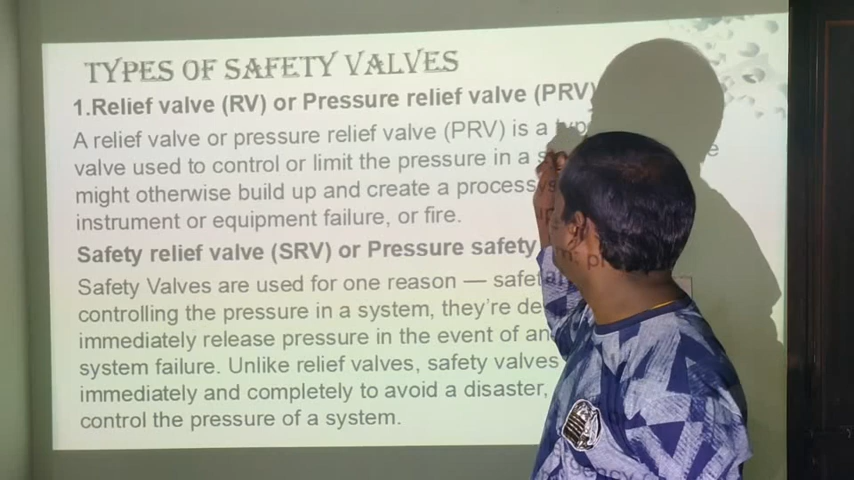 TYPES OF SAFETY VALVES
1.Relief valve (RV) or Pressure relief valve (PRV)
A relief valve or pressure relief valve (PRV) is a type
valve used to control or limit the pressure in a
might otherwise build up and create a process
instrument or equipment failure, or fire.
Safety relief valve (SRV) or Pressure safety
Safety Valves are used for one reason — safety
controlling the pressure in a system, they're
immediately release pressure in the event of an
system failure. Unlike relief valves, safety valves
immediately and completely to avoid a disaster,
control the pressure of a system.